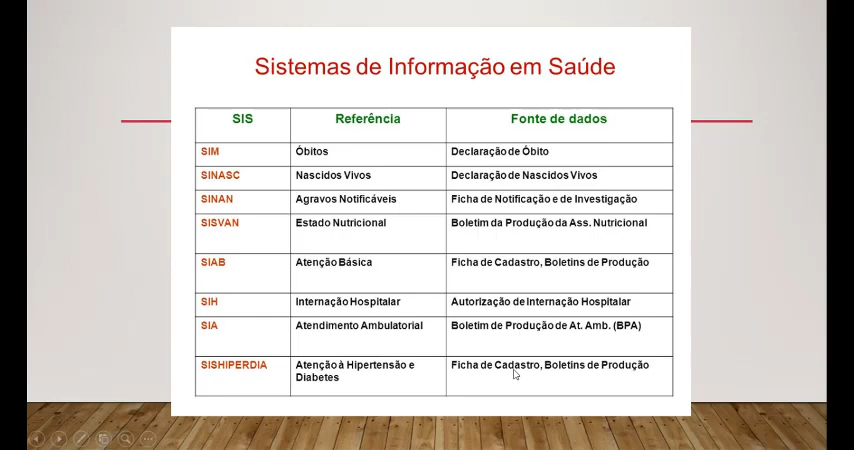 Sistemas de Informação em Saúde
SIS Referência Fonte de dados
SIM Óbitos Declaração de Óbito
SINASC Nascidos Vivos Declaração de Nascidos Vivos
SINAN Agravos Notificáveis Ficha de Notificação e de Investigação
SISVAN Estado Nutricional Boletim da Produção da Ass. Nutricional
SIAB Atenção Básica Ficha de Cadastro, Boletins de Produção
SIH Internação Hospitalar Autorização de Internação Hospitalar
SIA Atendimento Ambulatorial Boletim de Produção de At. Amb. (BPA)
SISHIPERDIA Atenção à Hipertensão e Ficha de Cadastro, Boletins de Produção
Diabetes